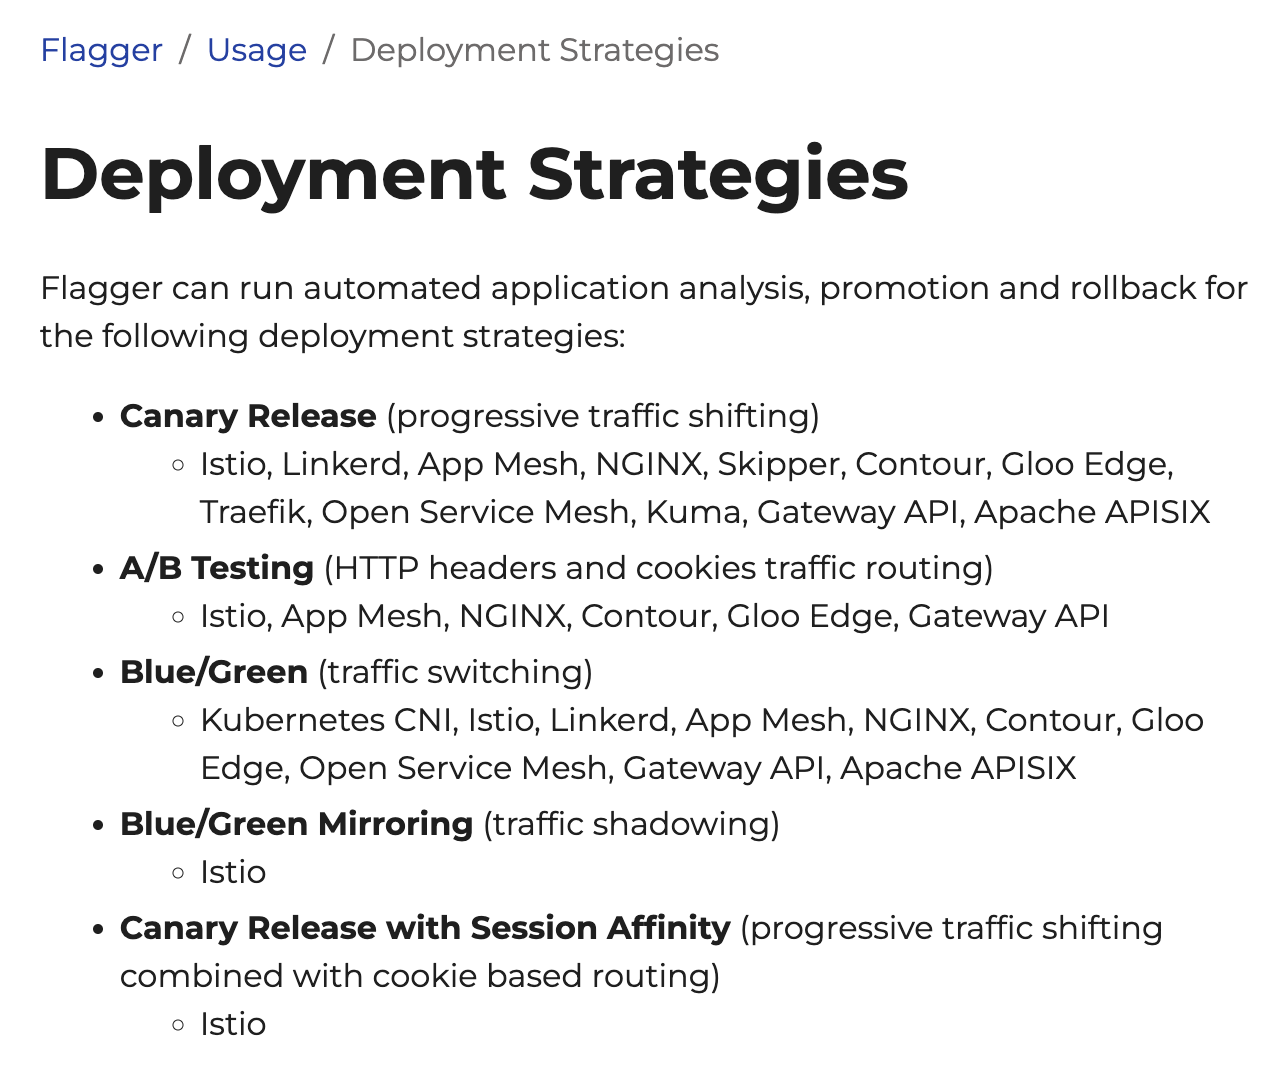 Flagger / Usage / Deployment Strategies
Deployment Strategies
Flagger can run automated application analysis, promotion and rollback for
the following deployment strategies:
• Canary Release (progressive traffic shifting)
◦ Istio, Linkerd, App Mesh, NGINX, Skipper, Contour, Gloo Edge,
Traefik, Open Service Mesh, Kuma, Gateway API, Apache APISIX
• A/B Testing (HTTP headers and cookies traffic routing)
◦ Istio, App Mesh, NGINX, Contour, Gloo Edge, Gateway API
• Blue/Green (traffic switching)
◦ Kubernetes CNI, Istio, Linkerd, App Mesh, NGINX, Contour, Gloo
Edge, Open Service Mesh, Gateway API, Apache APISIX
• Blue/Green Mirroring (traffic shadowing)
◦ Istio
• Canary Release with Session Affinity (progressive traffic shifting
combined with cookie based routing)
◦ Istio